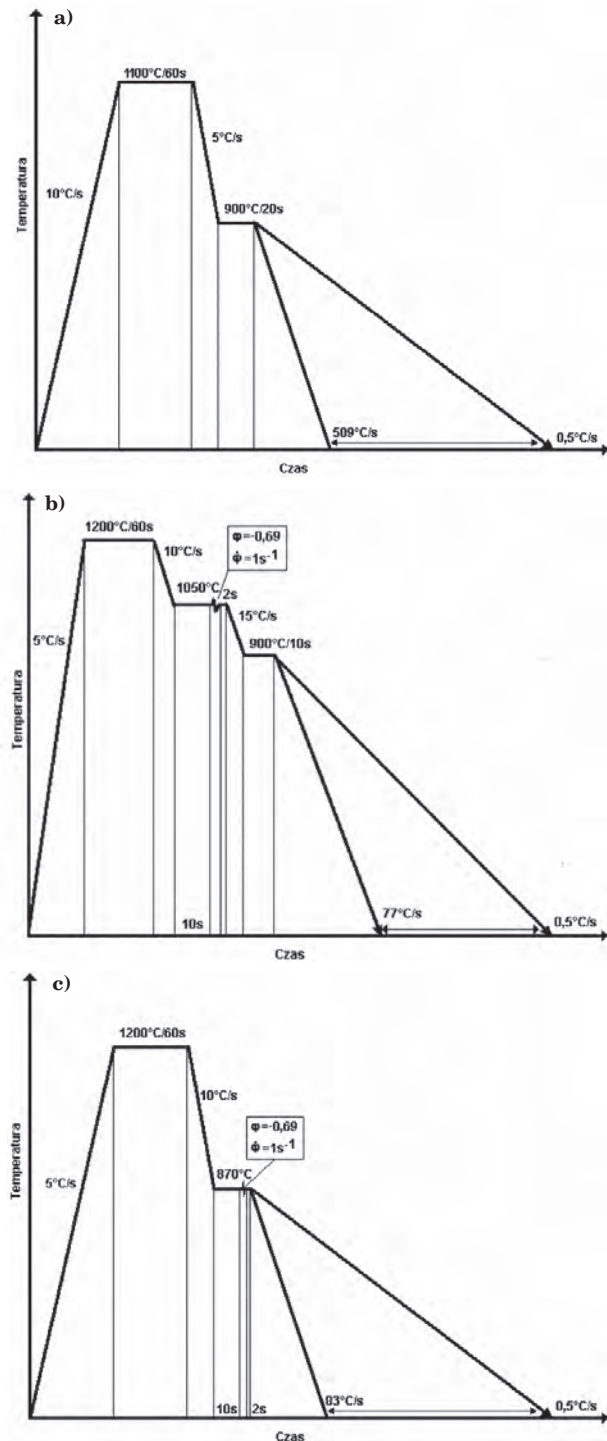 a)
1100°C/60s
5°C/s
10°C/s
900°C/20s
Temperatura
509°C/s
0,5°C/s
Czas
b)
1200°C/60s
φ=-0,69
φ̇=1s⁻¹
10°C/s
1050°C
2s
15°C/s
900°C/10s
5°C/s
Temperatura
10s
77°C/s
0,5°C/s
Czas
c)
1200°C/60s
10°C/s
φ=-0,69
φ̇=1s⁻¹
870°C
5°C/s
Temperatura
10s
2s
83°C/s
0,5°C/s
Czas